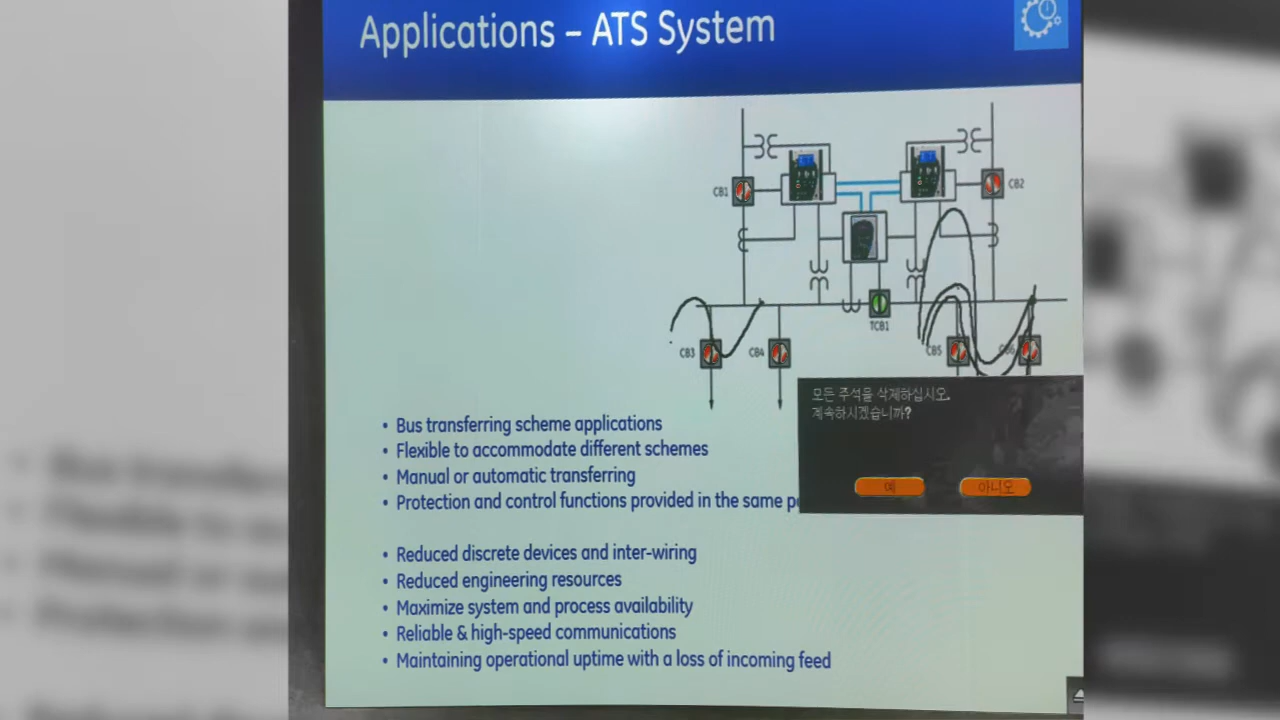 Applications – ATS System
CB1
CB2
TCB1
CB3
CB4
CB5
모든 주석을 삭제하십시오.
계속하시겠습니까?
예
아니오
• Bus transferring scheme applications
• Flexible to accommodate different schemes
• Manual or automatic transferring
• Protection and control functions provided in the same
• Reduced discrete devices and inter-wiring
• Reduced engineering resources
• Maximize system and process availability
• Reliable & high-speed communications
• Maintaining operational uptime with a loss of incoming feed